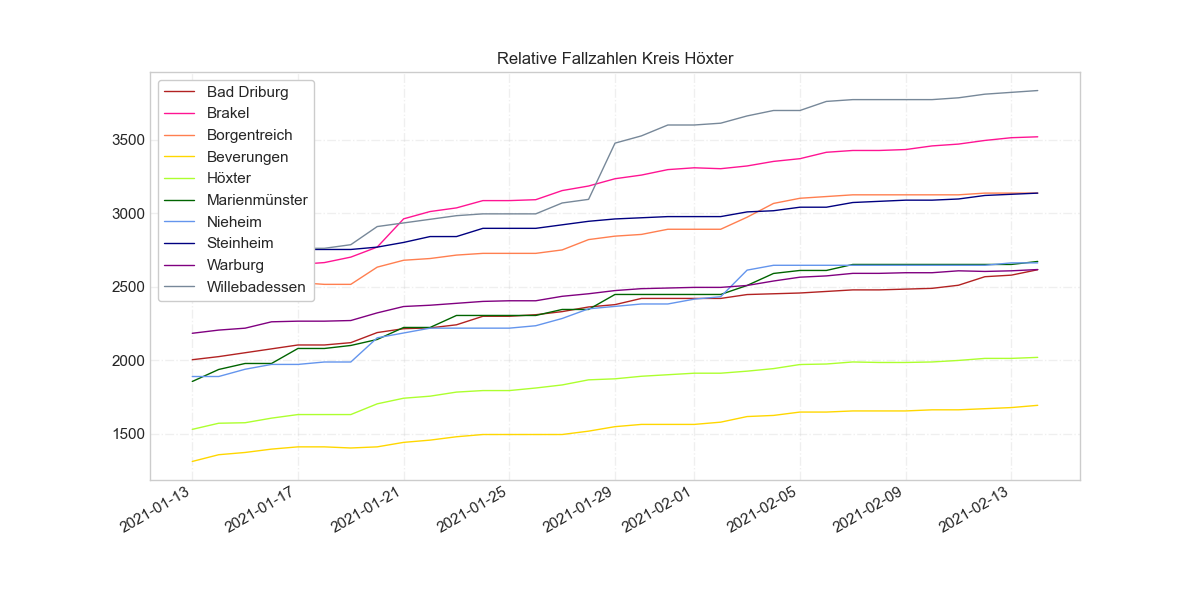 Relative Fallzahlen Kreis Höxter
Bad Driburg
Brakel
Borgentreich
Beverungen
Höxter
Marienmünster
Nieheim
Steinheim
Warburg
Willebadessen
3500
3000
2500
2000
1500
2021-01-13
2021-01-17
2021-01-21
2021-01-25
2021-01-29
2021-02-01
2021-02-05
2021-02-09
2021-02-13